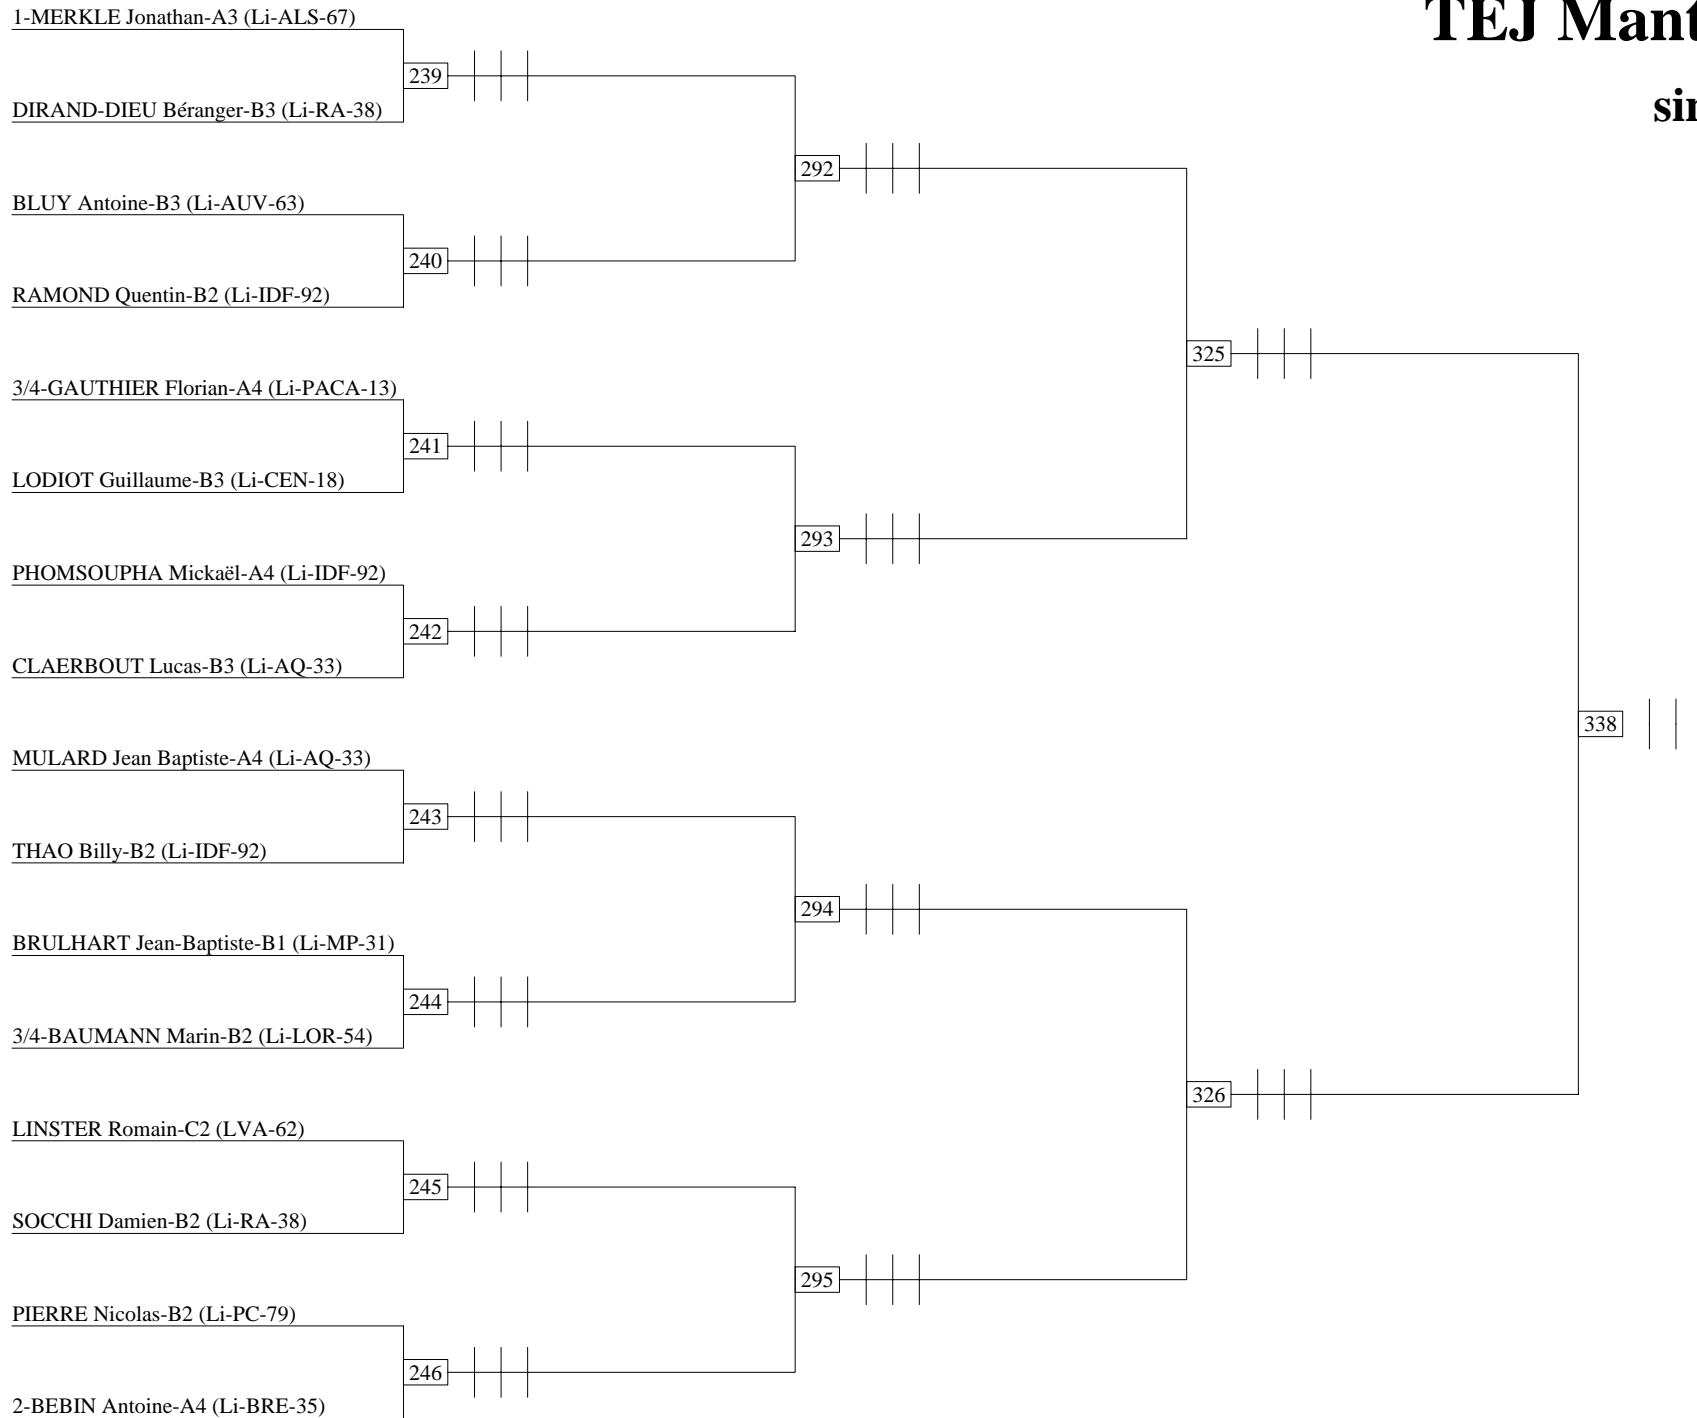 1-MERKLE Jonathan-A3 (Li-ALS-67)
TEJ
239
DIRAND-DIEU Béranger-B3 (Li-RA-38)
292
BLUY Antoine-B3 (Li-AUV-63)
240
RAMOND Quentin-B2 (Li-IDF-92)
325
3/4-GAUTHIER Florian-A4 (Li-PACA-13)
241
LODIOT Guillaume-B3 (Li-CEN-18)
293
PHOMSOUPHA Mickaël-A4 (Li-IDF-92)
242
CLAERBOUT Lucas-B3 (Li-AQ-33)
338
MULARD Jean Baptiste-A4 (Li-AQ-33)
243
THAO Billy-B2 (Li-IDF-92)
294
BRULHART Jean-Baptiste-B1 (Li-MP-31)
244
3/4-BAUMANN Marin-B2 (Li-LOR-54)
326
LINSTER Romain-C2 (LVA-62)
245
SOCCHI Damien-B2 (Li-RA-38)
295
PIERRE Nicolas-B2 (Li-PC-79)
246
2-BEBIN Antoine-A4 (Li-BRE-35)